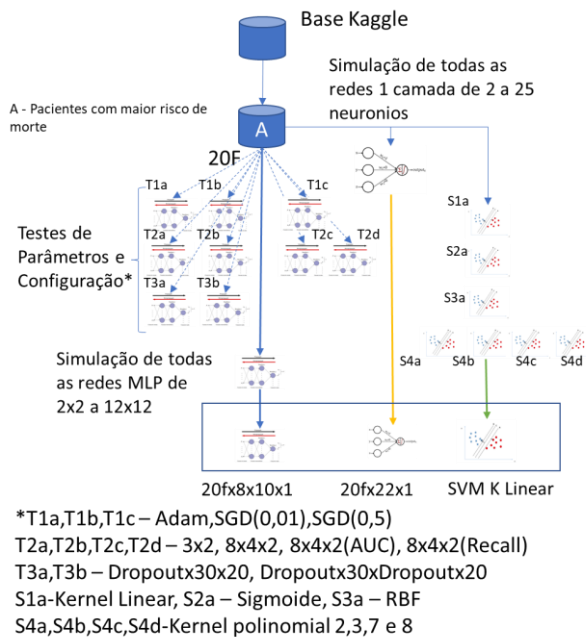 Base Kaggle
Simulação de todas as
redes 1 camada de 2 a 25
neuronios
A - Pacientes com maior risco de
morte
A
20F
T1a
T1b
T1c
S1a
Testes de
Parâmetros e
Configuração*
T2a
T2b
T2c
T2d
S2a
T3a
T3b
S3a
S4a
S4b
S4c
S4d
Simulação de todas
as redes MLP de
2x2 a 12x12
20fx8x10x1
20fx22x1
SVM K Linear
*T1a,T1b,T1c – Adam,SGD(0,01),SGD(0,5)
T2a,T2b,T2c,T2d – 3x2, 8x4x2, 8x4x2(AUC), 8x4x2(Recall)
T3a,T3b – Dropoutx30x20, Dropoutx30xDropoutx20
S1a-Kernel Linear, S2a – Sigmoide, S3a – RBF
S4a,S4b,S4c,S4d-Kernel polinomial 2,3,7 e 8